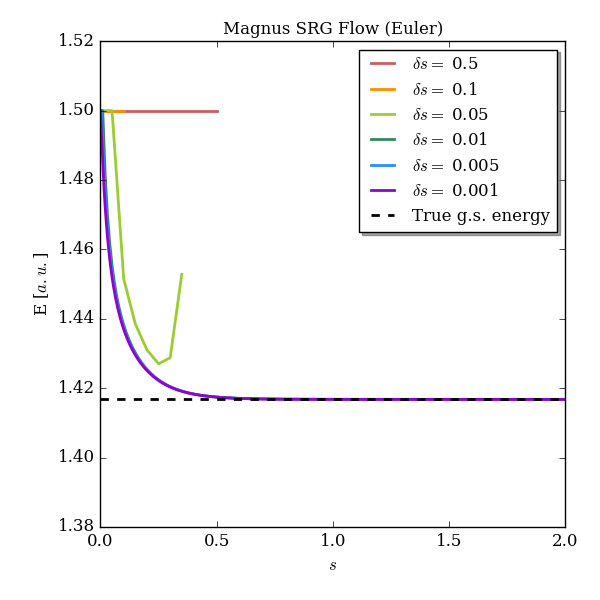 Magnus SRG Flow (Euler)
1.52
1.50
1.48
1.46
1.44
1.42
1.40
1.38
E [a.u.]
δs = 0.5
δs = 0.1
δs = 0.05
δs = 0.01
δs = 0.005
δs = 0.001
True g.s. energy
0.0 0.5 1.0 1.5 2.0
s